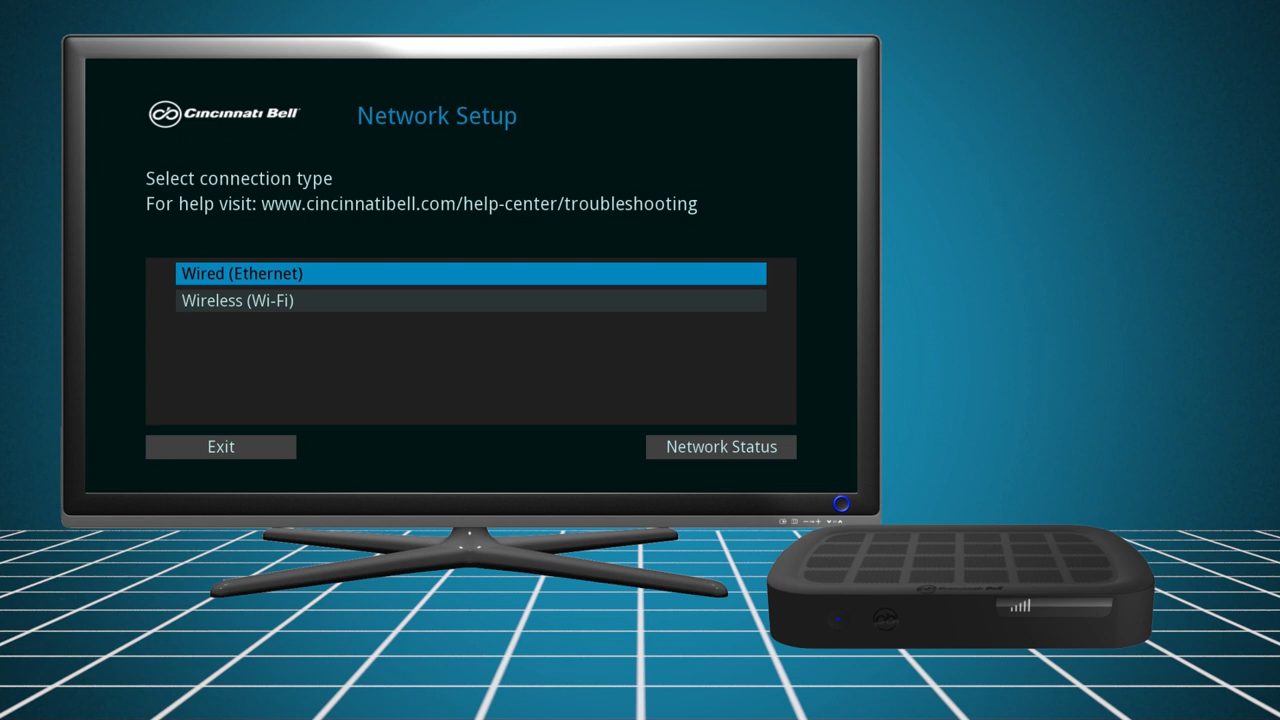 Cincinnati Bell
Network Setup
Select connection type
For help visit: www.cincinnatibell.com/help-center/troubleshooting
Wired (Ethernet)
Wireless (Wi-Fi)
Exit
Network Status